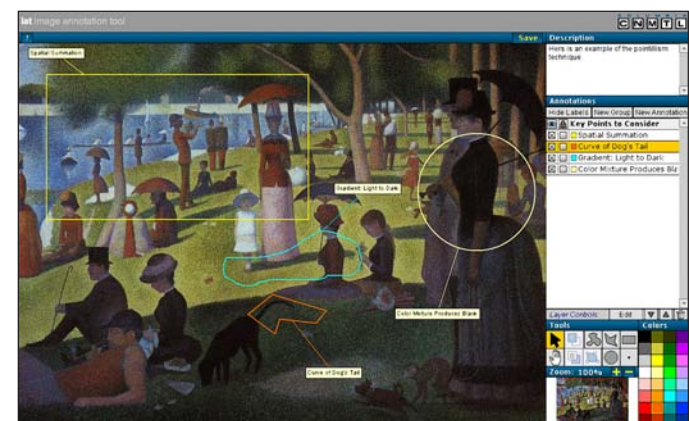 iat image annotation tool
C N M T L
?
Save
Description
Here is an example of the pointillism
technique.
Annotations
Hide Labels New Group New Annotation
Key Points to Consider
Spatial Summation
Curve of Dog's Tail
Gradient: Light to Dark
Color Mixture Produces Bla
Layer Controls Edit
Tools Colors
Zoom: 100% + -
Spatial Summation
Gradient: Light to Dark
Color Mixture Produces Blank
Curve of Dog's Tail